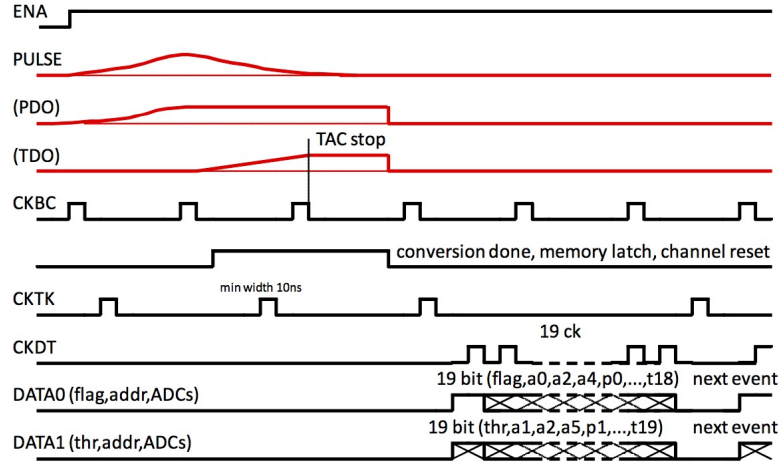 ENA
PULSE
(PDO)
TAC stop
(TDO)
CKBC
conversion done, memory latch, channel reset
min width 10ns
CKTK
19 ck
CKDT
19 bit (flag,a0,a2,a4,p0,...,t18) next event
DATA0 (flag,addr,ADCs)
19 bit (thr,a1,a2,a5,p1,...,t19) next event
DATA1 (thr,addr,ADCs)